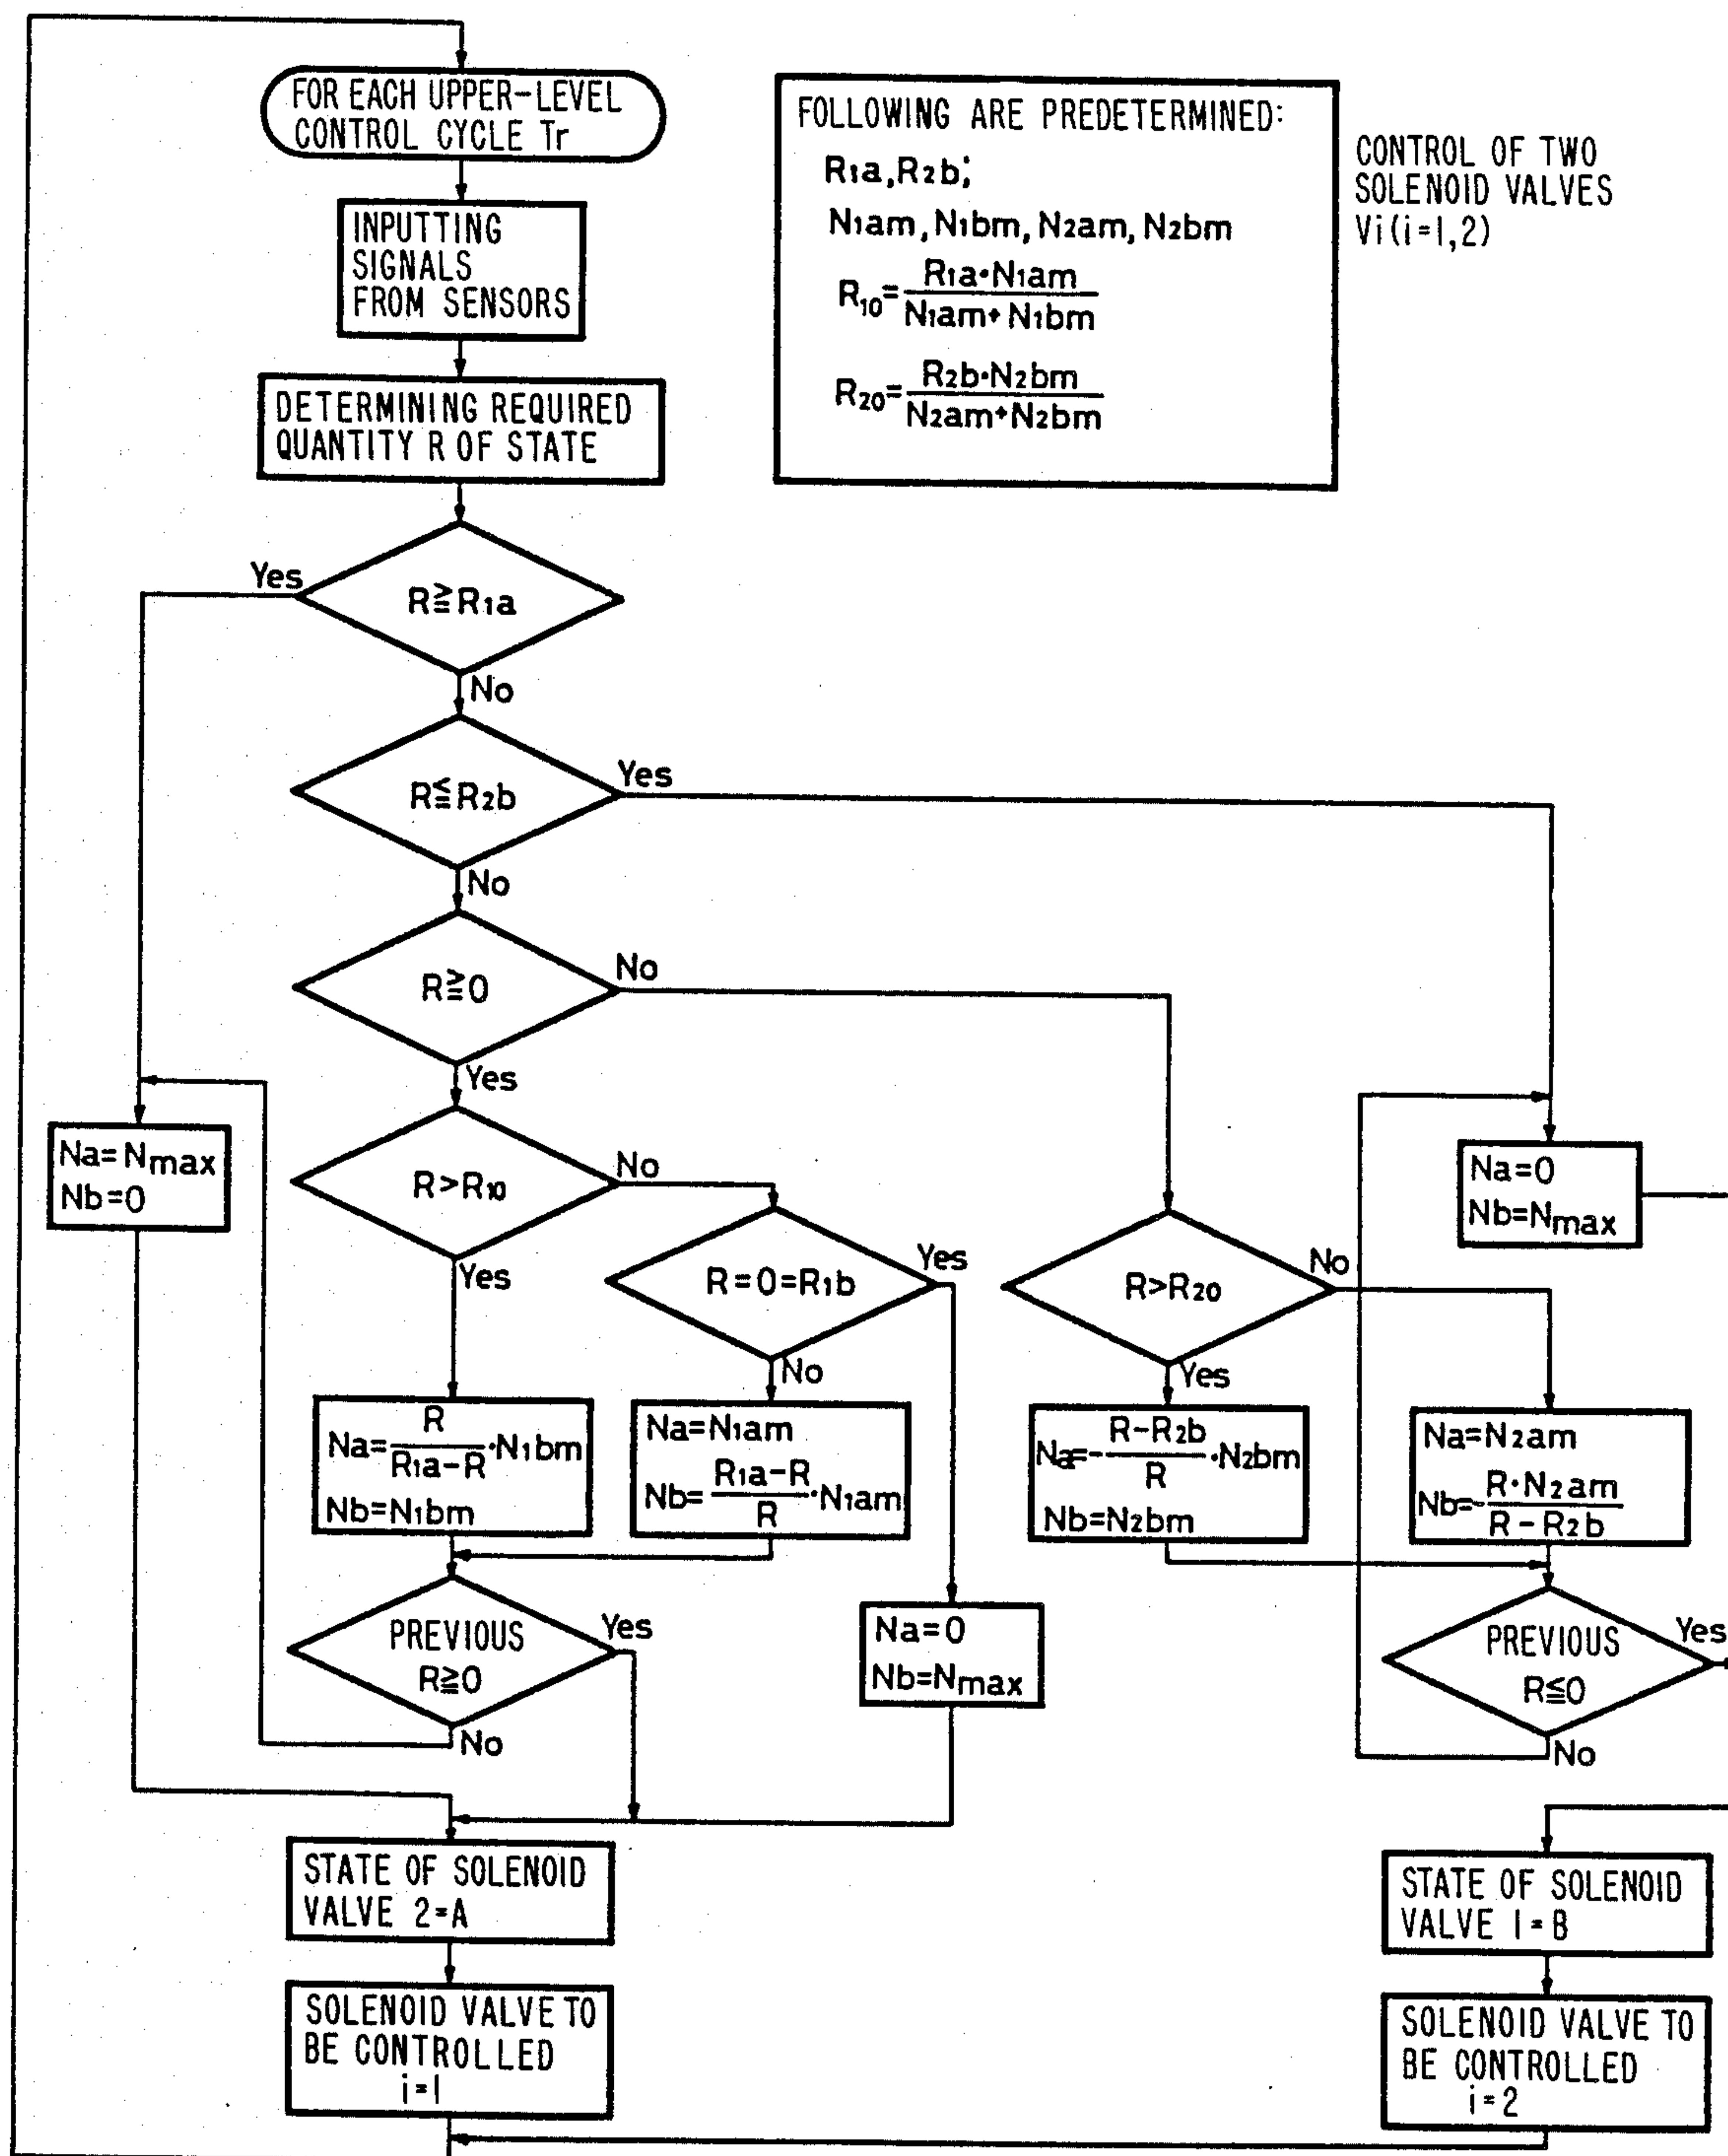 FOR EACH UPPER-LEVEL
CONTROL CYCLE Tr
INPUTTING
SIGNALS
FROM SENSORS
DETERMINING REQUIRED
QUANTITY R OF STATE
FOLLOWING ARE PREDETERMINED:
R1a,R2b;
N1am, N1bm, N2am, N2bm
R10= R1a·N1am / N1am+N1bm
R20= R2b·N2bm / N2am+N2bm
CONTROL OF TWO
SOLENOID VALVES
Vi(i=1,2)
Yes
R≧R1a
No
R≦R2b
Yes
No
R≧0
No
Yes
R>R10
No
Yes
Na=Nmax
Nb=0
R=0=R1b
Yes
No
R>R20
No
Yes
Na=0
Nb=Nmax
Na= R / R1a-R ·N1bm
Nb=N1bm
Na=N1am
Nb= R1a-R / R ·N1am
Na=- R-R2b / R ·N2bm
Nb=N2bm
Na=N2am
Nb=- R·N2am / R-R2b
PREVIOUS
R≧0
Yes
No
Na=0
Nb=Nmax
PREVIOUS
R≦0
Yes
No
STATE OF SOLENOID
VALVE 2=A
SOLENOID VALVE TO
BE CONTROLLED
i=1
STATE OF SOLENOID
VALVE 1=B
SOLENOID VALVE TO
BE CONTROLLED
i=2